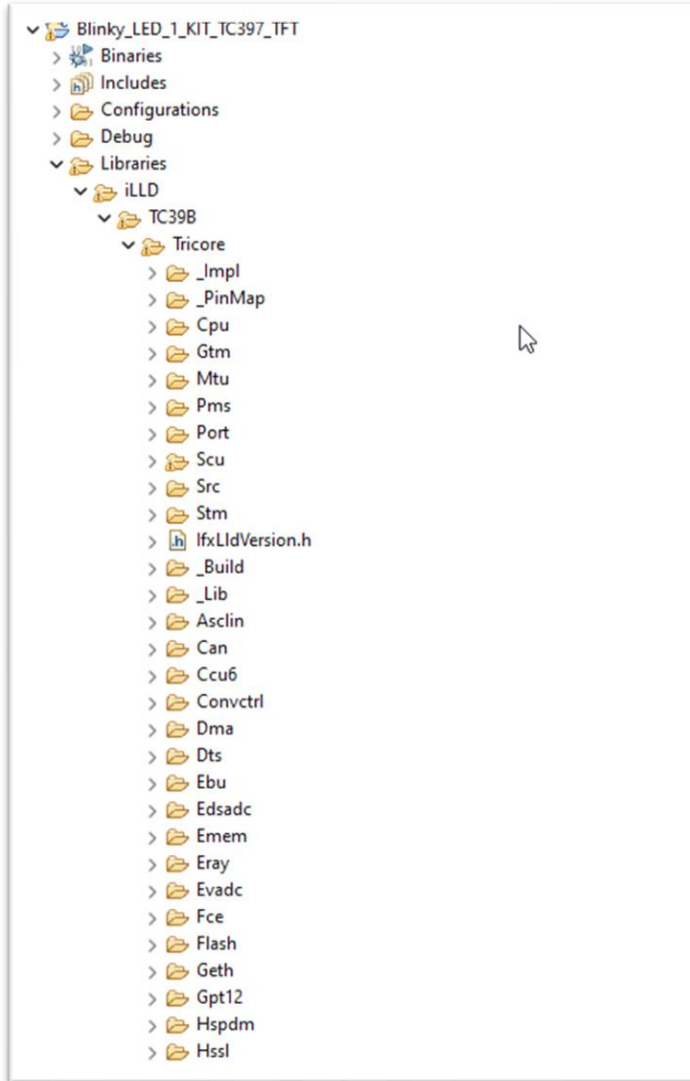 Blinky_LED_1_KIT_TC397_TFT
Binaries
Includes
Configurations
Debug
Libraries
iLLD
TC39B
Tricore
_Impl
_PinMap
Cpu
Gtm
Mtu
Pms
Port
Scu
Src
Stm
IfxLldVersion.h
_Build
_Lib
Asclin
Can
Ccu6
Convctrl
Dma
Dts
Ebu
Edsadc
Emem
Eray
Evadc
Fce
Flash
Geth
Gpt12
Hspdm
Hssl